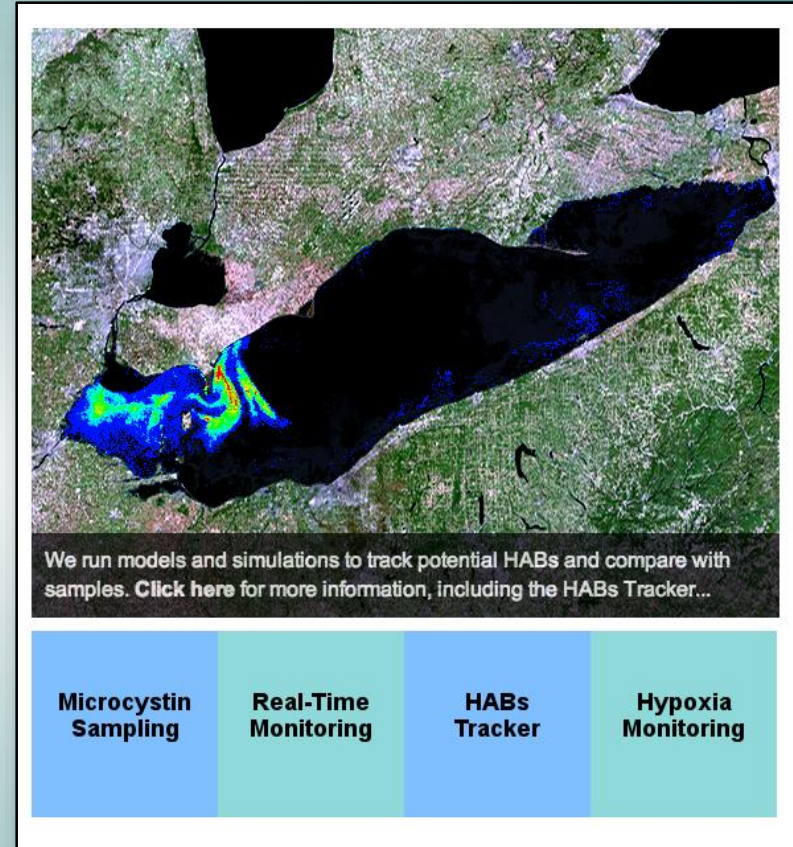 We run models and simulations to track potential HABs and compare with
samples. Click here for more information, including the HABs Tracker...
Microcystin
Sampling
Real-Time
Monitoring
HABs
Tracker
Hypoxia
Monitoring